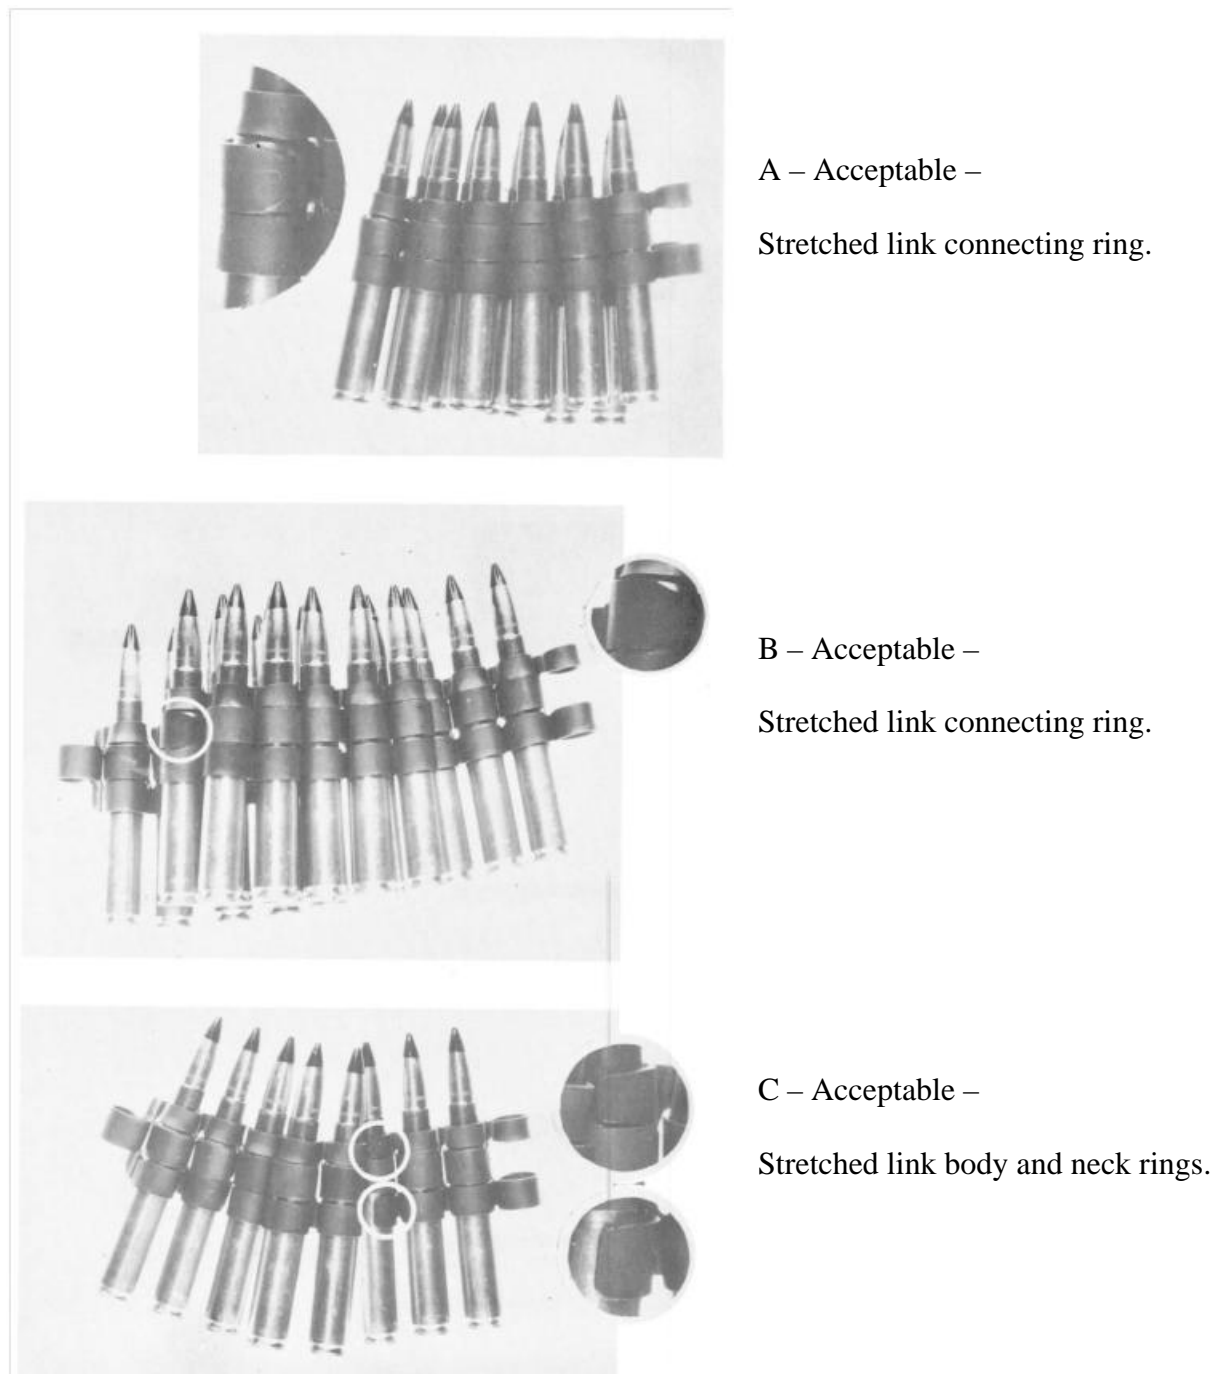 A – Acceptable –
Stretched link connecting ring.
B – Acceptable –
Stretched link connecting ring.
C – Acceptable –
Stretched link body and neck rings.